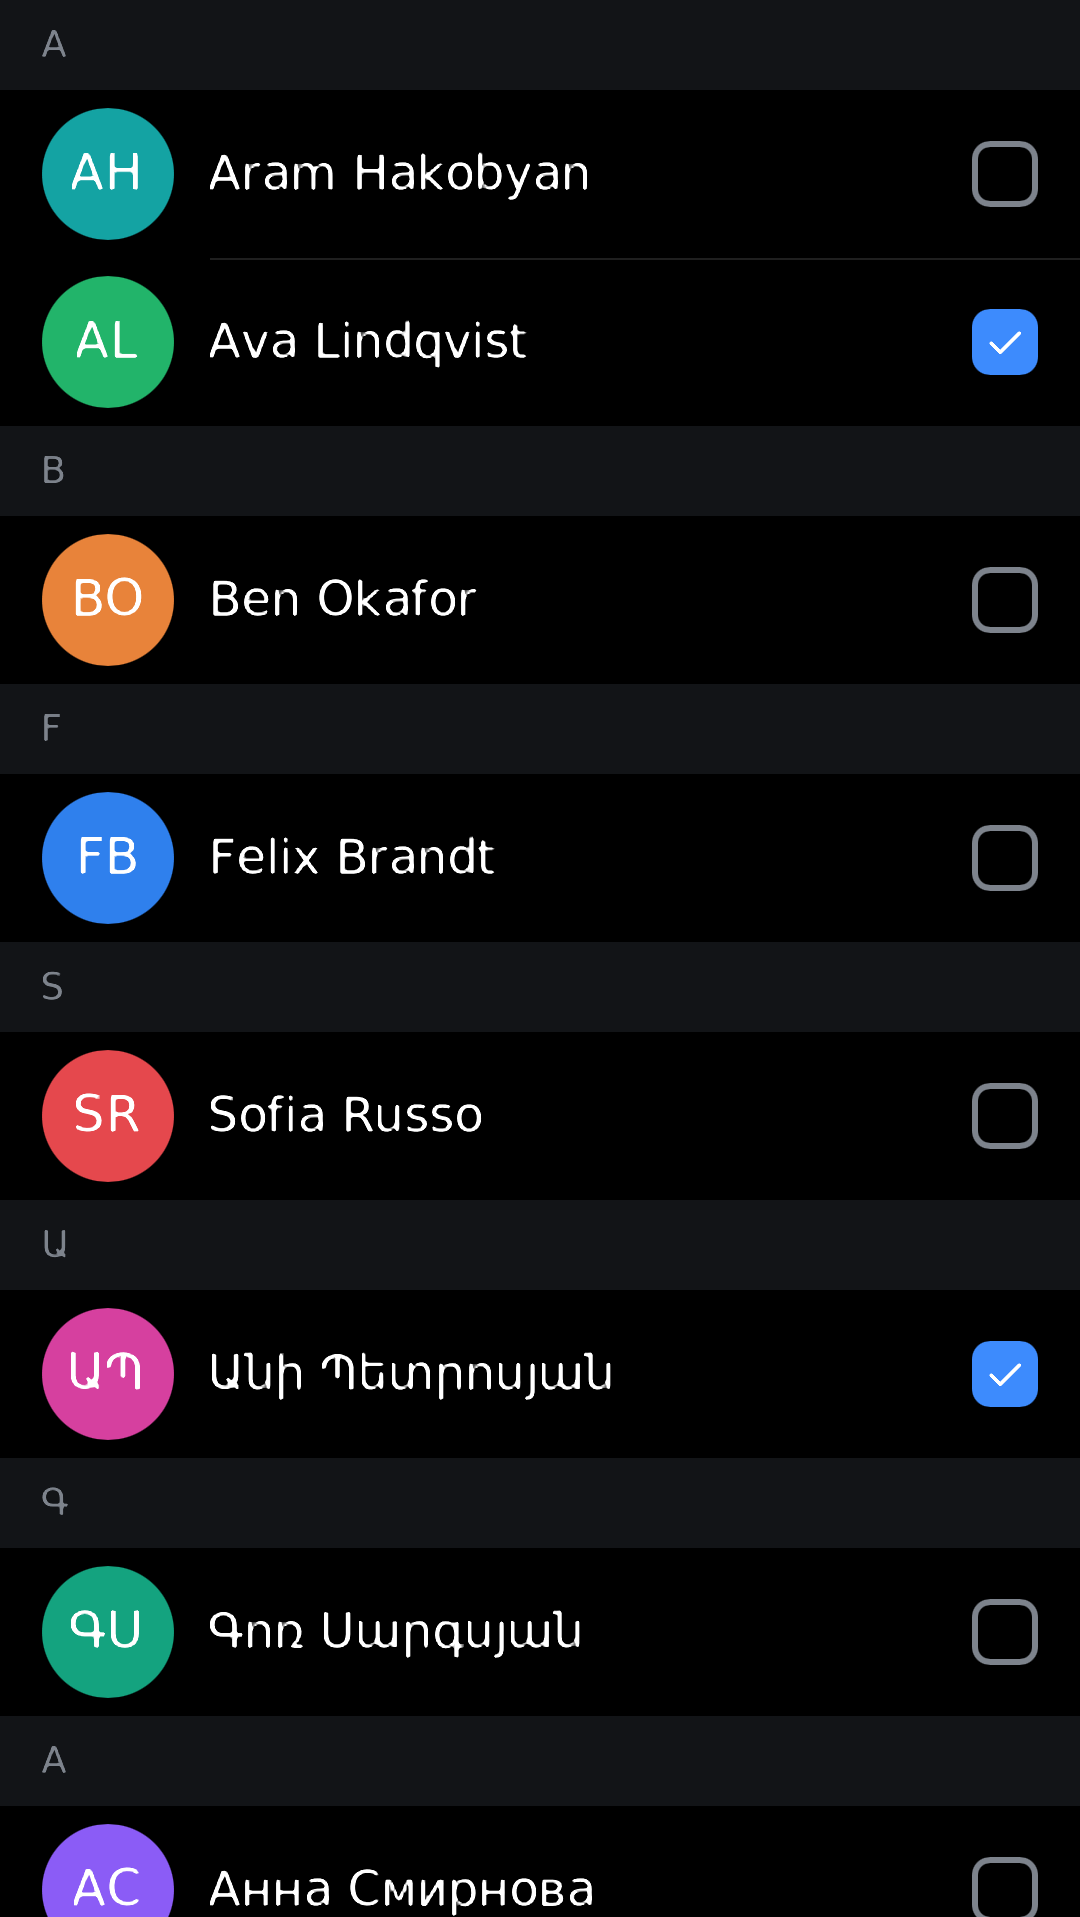 A
AH Aram Hakobyan
AL Ava Lindqvist
B
BO Ben Okafor
F
FB Felix Brandt
S
SR Sofia Russo
Ա
ԱՊ Անի Պետրոսյան
Գ
ԳՍ Գոռ Սարգսյան
А
АС Анна Смирнова